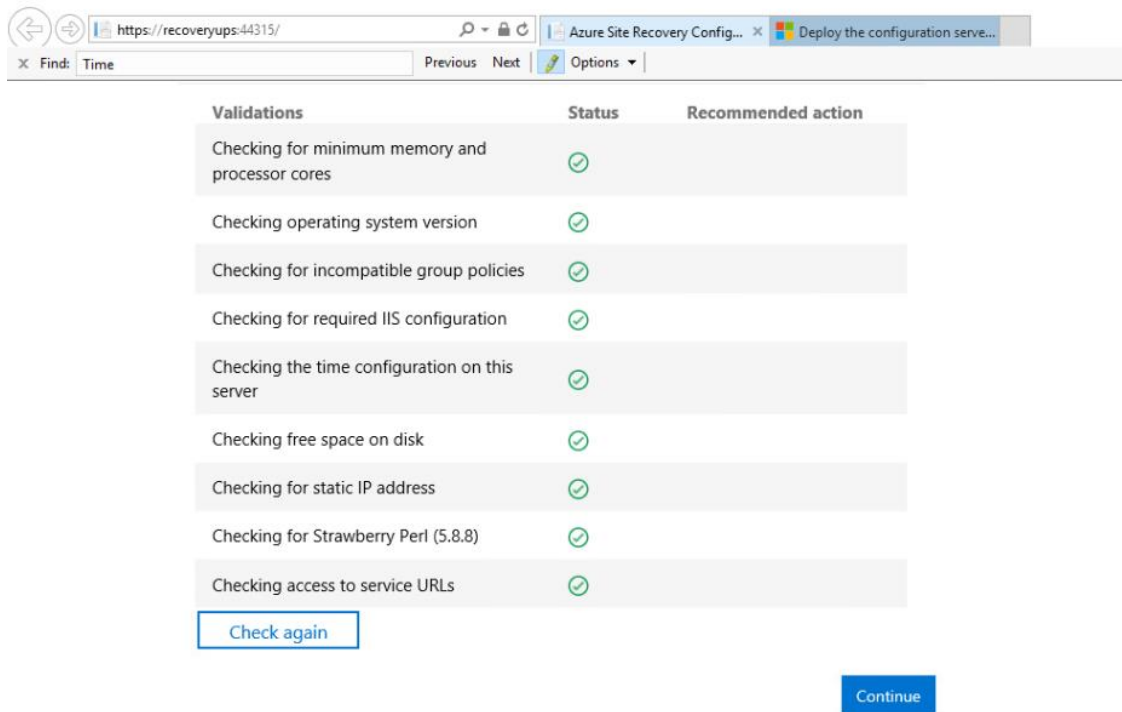 https://recoveryups:44315/
Azure Site Recovery Config...
Deploy the configuration serve...
X Find: Time Previous Next Options
Validations Status Recommended action
Checking for minimum memory and
processor cores
Checking operating system version
Checking for incompatible group policies
Checking for required IIS configuration
Checking the time configuration on this
server
Checking free space on disk
Checking for static IP address
Checking for Strawberry Perl (5.8.8)
Checking access to service URLs
Check again
Continue